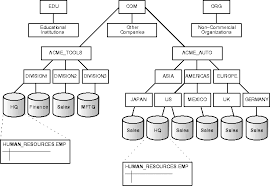 EDU COM ORG
Educational Institutions
Other Companies
Non-Commercial Organizations
ACME_TOOLS ACME_AUTO
DIVISION1 DIVISION2 DIVISION3
ASIA AMERICAS EUROPE
JAPAN US MEXICO UK GERMANY
HQ Finance Sales MFTG
Sales HQ Sales Sales Sales
HUMAN_RESOURCES.EMP
HUMAN_RESOURCES.EMP